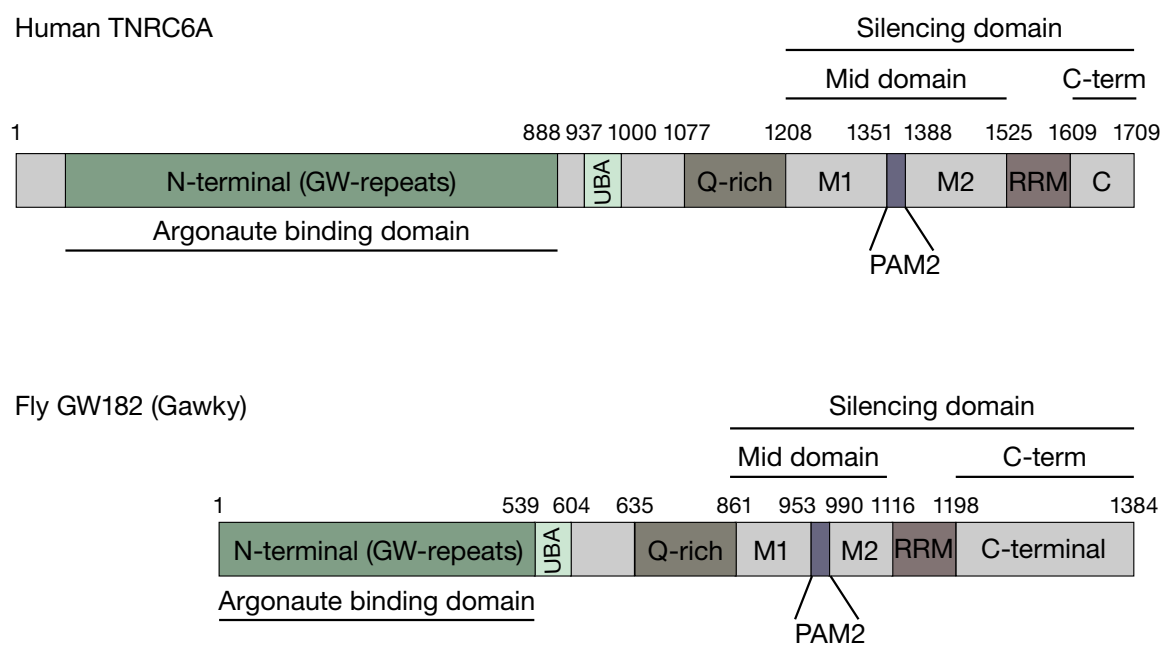 Human TNRC6A
Silencing domain
Mid domain
C-term
1 888 937 1000 1077 1208 1351 1388 1525 1609 1709
N-terminal (GW-repeats) UBA Q-rich M1 M2 RRM C
Argonaute binding domain
PAM2
Fly GW182 (Gawky)
Silencing domain
Mid domain
C-term
1 539 604 635 861 953 990 1116 1198 1384
N-terminal (GW-repeats) UBA Q-rich M1 M2 RRM C-terminal
Argonaute binding domain
PAM2